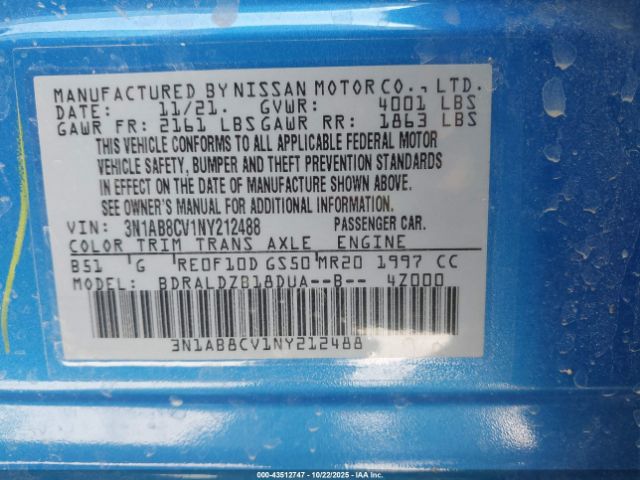 MANUFACTURED BY NISSAN MOTOR CO., LTD.
DATE: 11/21. GVWR: 4001 LBS
GAWR FR: 2161 LBS GAWR RR: 1863 LBS
THIS VEHICLE CONFORMS TO ALL APPLICABLE FEDERAL MOTOR
VEHICLE SAFETY, BUMPER AND THEFT PREVENTION STANDARDS
IN EFFECT ON THE DATE OF MANUFACTURE SHOWN ABOVE.
SEE OWNER'S MANUAL FOR ADDITIONAL INFORMATION.
VIN: 3N1AB8CV1NY212488 PASSENGER CAR.
COLOR TRIM TRANS AXLE ENGINE
B51 G RE0F10D GS50 MR20 1997 CC
MODEL: BDRALDZB18DUA--B-- 4Z000
3N1AB8CV1NY212488
000-43512747 - 10/22/2025 - © IAA, Inc.